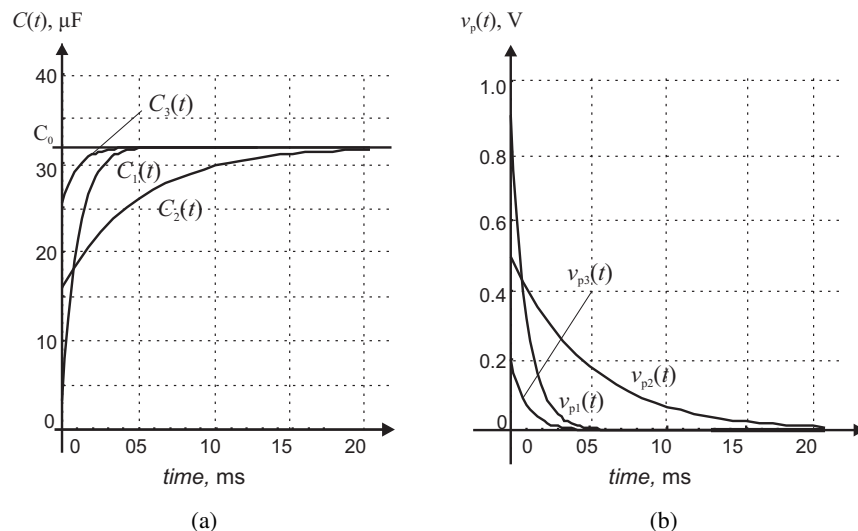 C(t), µF
40
C₃(t)
C₀
30
C₁(t)
C₂(t)
20
10
0
0 05 10 15 20
time, ms
(a)
vₚ(t), V
1.0
0.8
0.6
vₚ₃(t)
0.4
0.2
vₚ₂(t)
vₚ₁(t)
0
0 05 10 15 20
time, ms
(b)